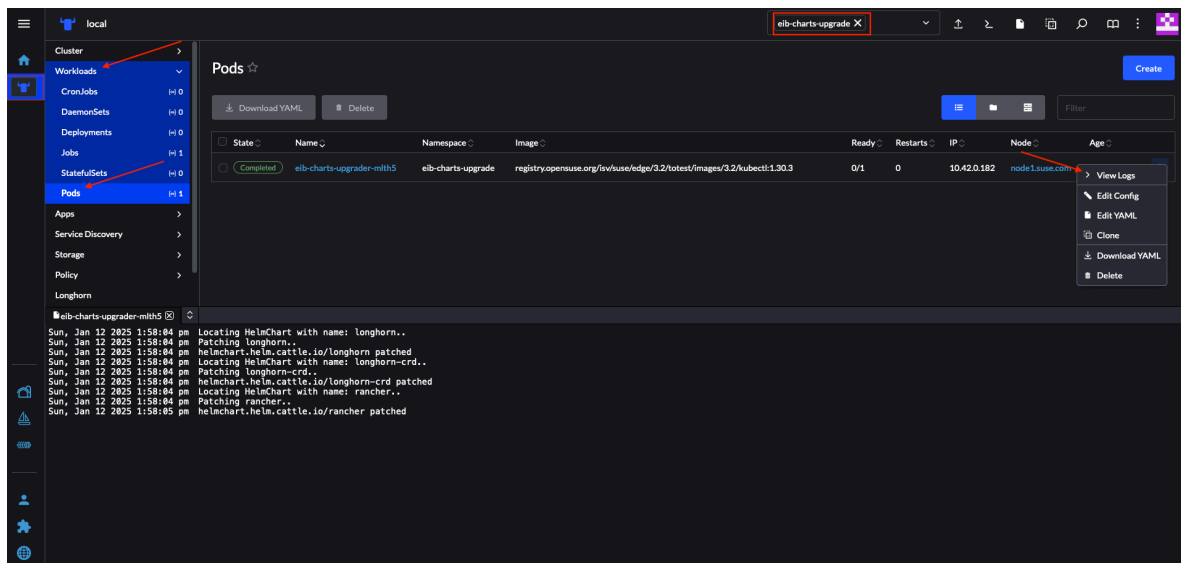 local
eib-charts-upgrade X
Cluster
Workloads
CronJobs 0
DaemonSets 0
Deployments 0
Jobs 1
StatefulSets 0
Pods 1
Apps
Service Discovery
Storage
Policy
Longhorn
Pods
Create
Download YAML
Delete
Filter
State Name Namespace Image Ready Restarts IP Node Age
Completed eib-charts-upgrader-mlth5 eib-charts-upgrade registry.opensuse.org/isv/suse/edge/3.2/totest/images/3.2/kubectl:1.30.3 0/1 0 10.42.0.182 node1.suse.com
View Logs
Edit Config
Edit YAML
Clone
Download YAML
Delete
eib-charts-upgrader-mlth5
Sun, Jan 12 2025 1:58:04 pm Locating HelmChart with name: longhorn..
Sun, Jan 12 2025 1:58:04 pm Patching longhorn..
Sun, Jan 12 2025 1:58:04 pm helmchart.helm.cattle.io/longhorn patched
Sun, Jan 12 2025 1:58:04 pm Locating HelmChart with name: longhorn-crd..
Sun, Jan 12 2025 1:58:04 pm Patching longhorn-crd..
Sun, Jan 12 2025 1:58:04 pm helmchart.helm.cattle.io/longhorn-crd patched
Sun, Jan 12 2025 1:58:04 pm Locating HelmChart with name: rancher..
Sun, Jan 12 2025 1:58:04 pm Patching rancher..
Sun, Jan 12 2025 1:58:05 pm helmchart.helm.cattle.io/rancher patched